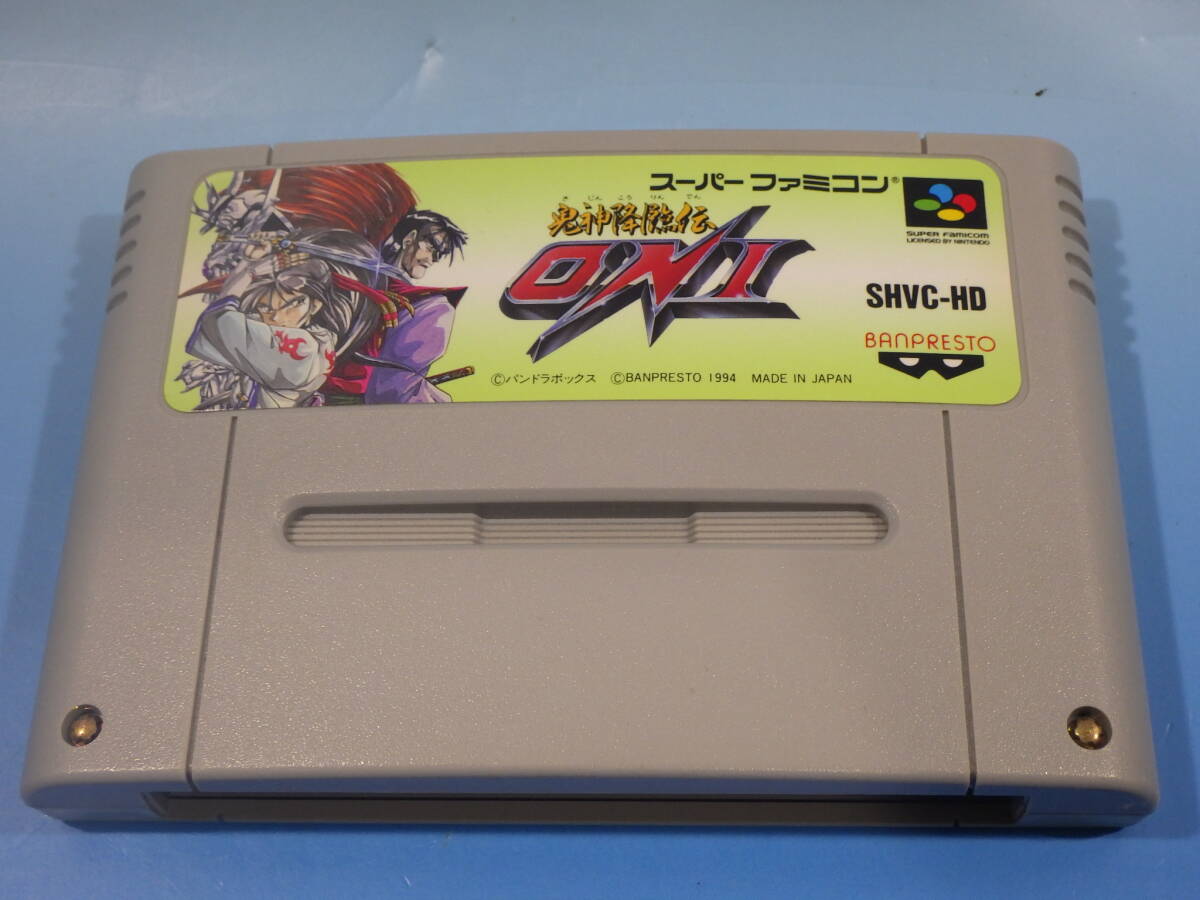 スーパーファミコン®
きじんこうりんでん
鬼神降臨伝
ONI
SUPER FAMICOM
LICENSED BY NINTENDO
SHVC-HD
BANPRESTO
©パンドラボックス ©BANPRESTO 1994 MADE IN JAPAN